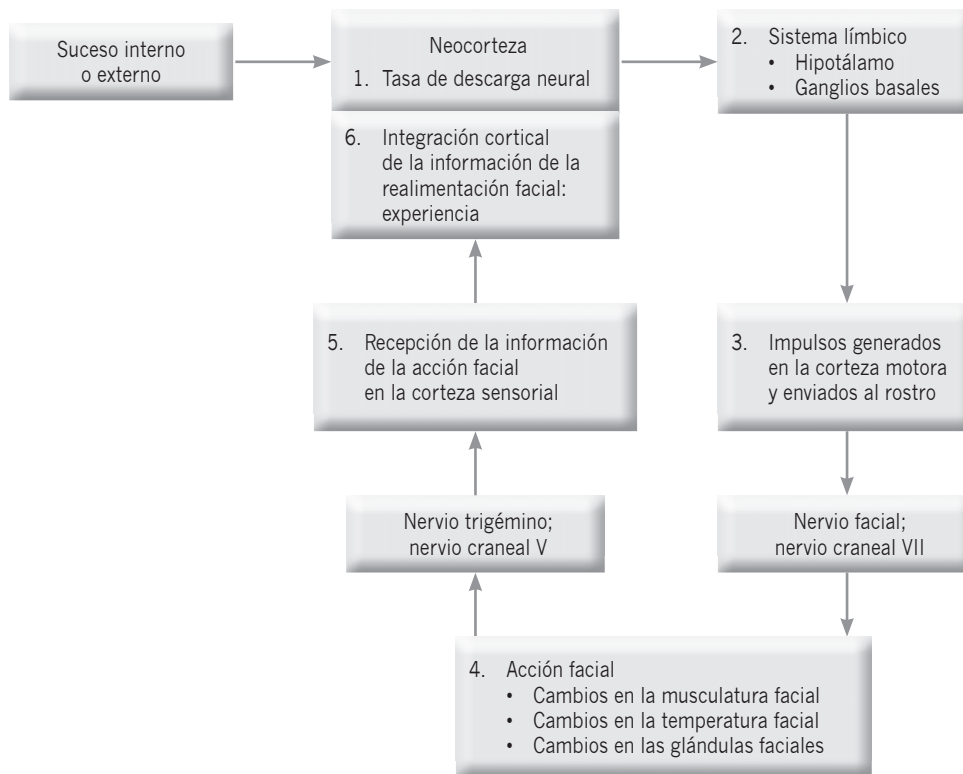 Suceso interno
o externo
Neocorteza
1. Tasa de descarga neural
2. Sistema límbico
• Hipotálamo
• Ganglios basales
6. Integración cortical
de la información de la
realimentación facial:
experiencia
5. Recepción de la información
de la acción facial
en la corteza sensorial
3. Impulsos generados
en la corteza motora
y enviados al rostro
Nervio trigémino;
nervio craneal V
Nervio facial;
nervio craneal VII
4. Acción facial
• Cambios en la musculatura facial
• Cambios en la temperatura facial
• Cambios en las glándulas faciales